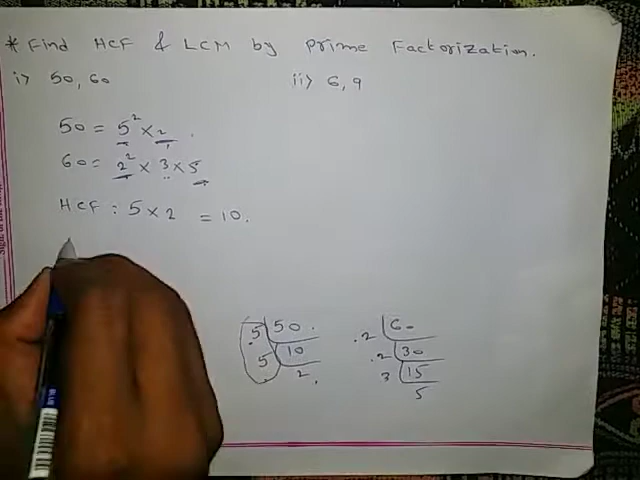 * Find HCF & LCM by Prime Factorization.
i> 50, 60 ii> 6, 9
50 = 5² × 2 .
60 = 2² × 3 × 5
HCF : 5 × 2 = 10.
5 50 . .2 60
5 10 .2 30
2 . 3 15
5
BLUE